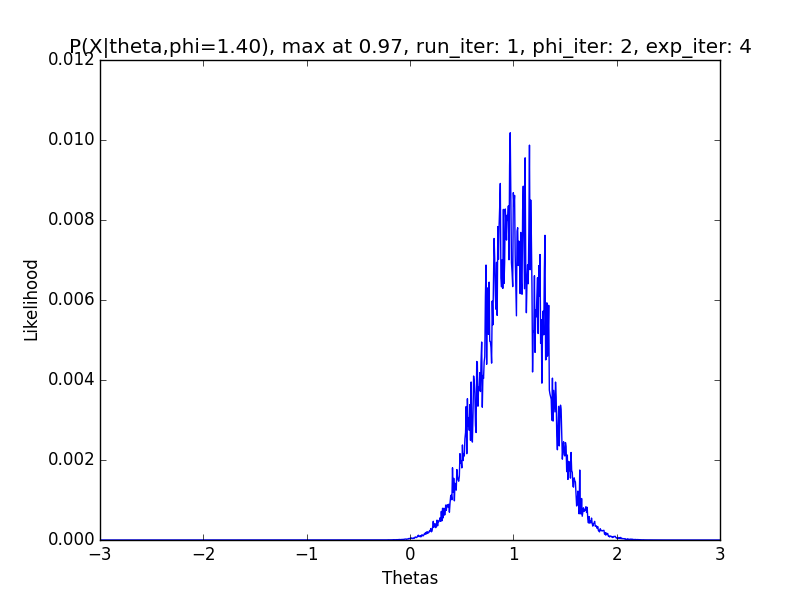 P(X|theta,phi=1.40), max at 0.97, run_iter: 1, phi_iter: 2, exp_iter: 4
0.012
0.010
0.008
0.006
0.004
0.002
0.000
Likelihood
−3 −2 −1 0 1 2 3
Thetas